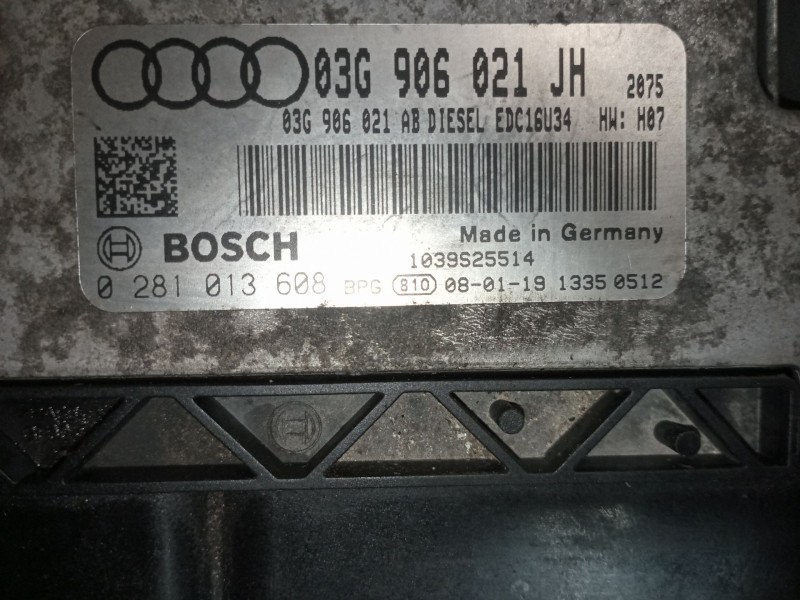 03G 906 021 JH 2075
03G 906 021 AB DIESEL EDC16U34 HW: H07
BOSCH
Made in Germany
1039S25514
0 281 013 608 BPG 810 08-01-19 1335 0512